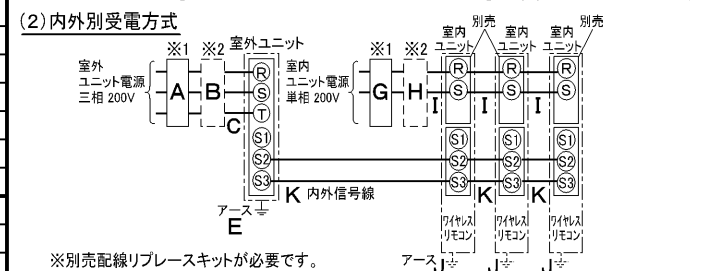 (2)内外別受電方式
※1 ※2 室外ユニット
室外
ユニット電源
三相 200V
A
B
C
R
S
T
S1
S2
S3
アース
E
※1 ※2
室内
ユニット電源
単相 200V
G
H
I
I
I
室内
ユニット
別売
室内
ユニット
室内
ユニット
別売
R
S
R
S
R
S
S1
S2
S3
S1
S2
S3
S1
S2
S3
K 内外信号線
K
K
ワイヤレス
リモコン
ワイヤレス
リモコン
ワイヤレス
リモコン
アース J
J
J
※別売配線リプレースキットが必要です。